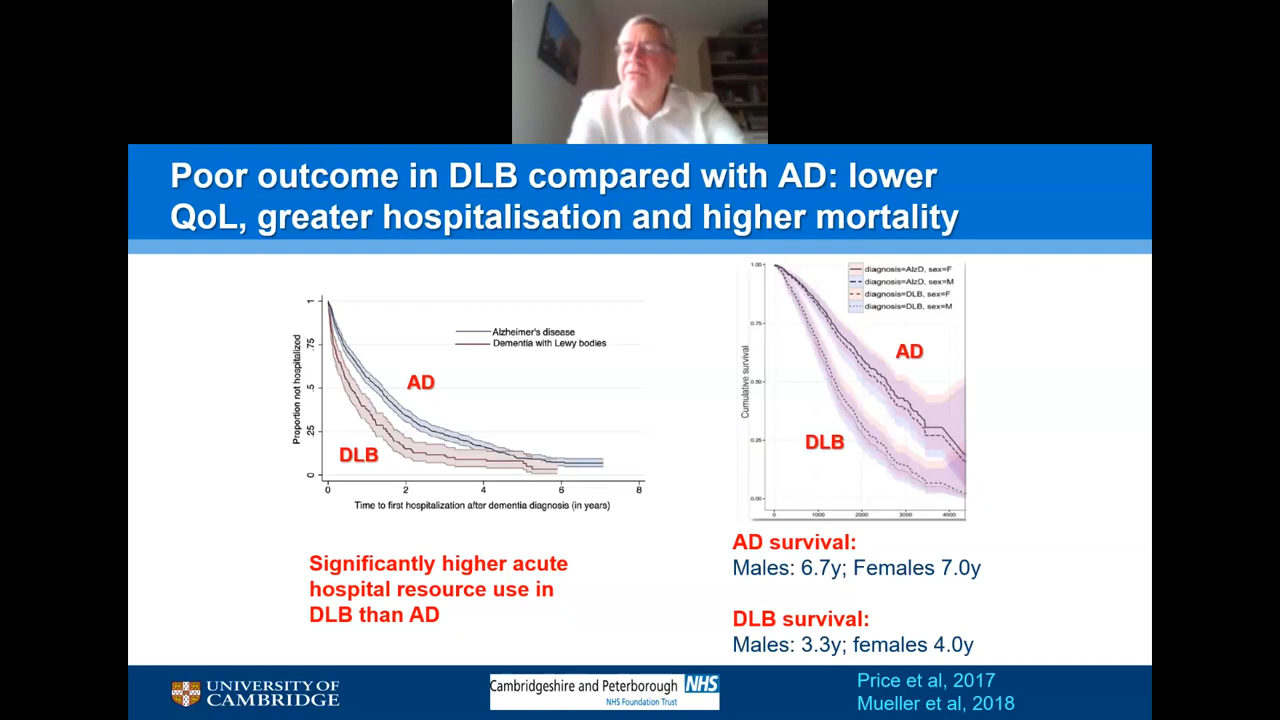 Poor outcome in DLB compared with AD: lower
QoL, greater hospitalisation and higher mortality
1
.75
.5
.25
0
Proportion not hospitalized
Alzheimer's disease
Dementia with Lewy bodies
AD
DLB
0 2 4 6 8
Time to first hospitalization after dementia diagnosis (in years)
Significantly higher acute
hospital resource use in
DLB than AD
1.00
0.75
0.50
0.25
0.00
Cumulative survival
diagnosis=AlzD, sex=F
diagnosis=AlzD, sex=M
diagnosis=DLB, sex=F
diagnosis=DLB, sex=M
AD
DLB
0 1000 2000 3000 4000
AD survival:
Males: 6.7y; Females 7.0y
DLB survival:
Males: 3.3y; females 4.0y
UNIVERSITY OF
CAMBRIDGE
Cambridgeshire and Peterborough NHS
NHS Foundation Trust
Price et al, 2017
Mueller et al, 2018